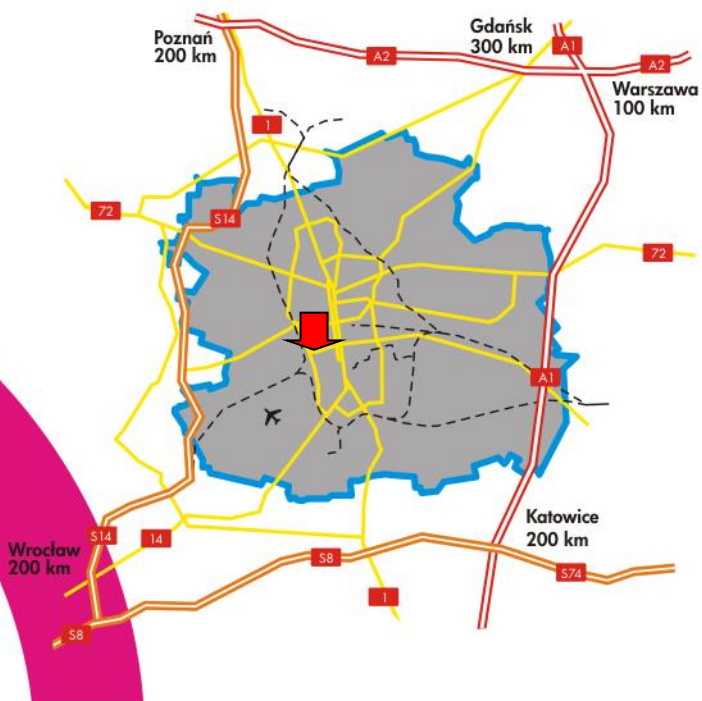 Poznań
200 km
Gdańsk
300 km
A1
A2
A2
Warszawa
100 km
1
72
S14
72
A1
Katowice
200 km
S14
14
Wrocław
200 km
S8
S74
1
S8